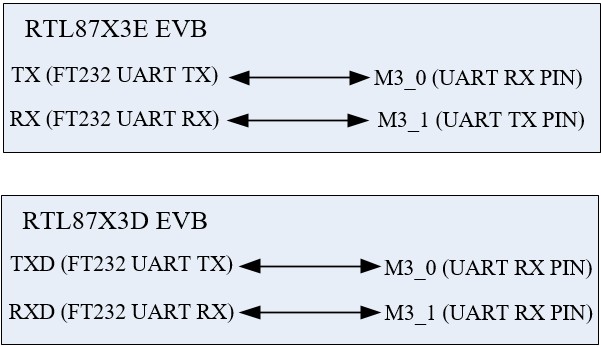 RTL87X3E EVB
TX (FT232 UART TX) M3_0 (UART RX PIN)
RX (FT232 UART RX) M3_1 (UART TX PIN)
RTL87X3D EVB
TXD (FT232 UART TX) M3_0 (UART RX PIN)
RXD (FT232 UART RX) M3_1 (UART RX PIN)